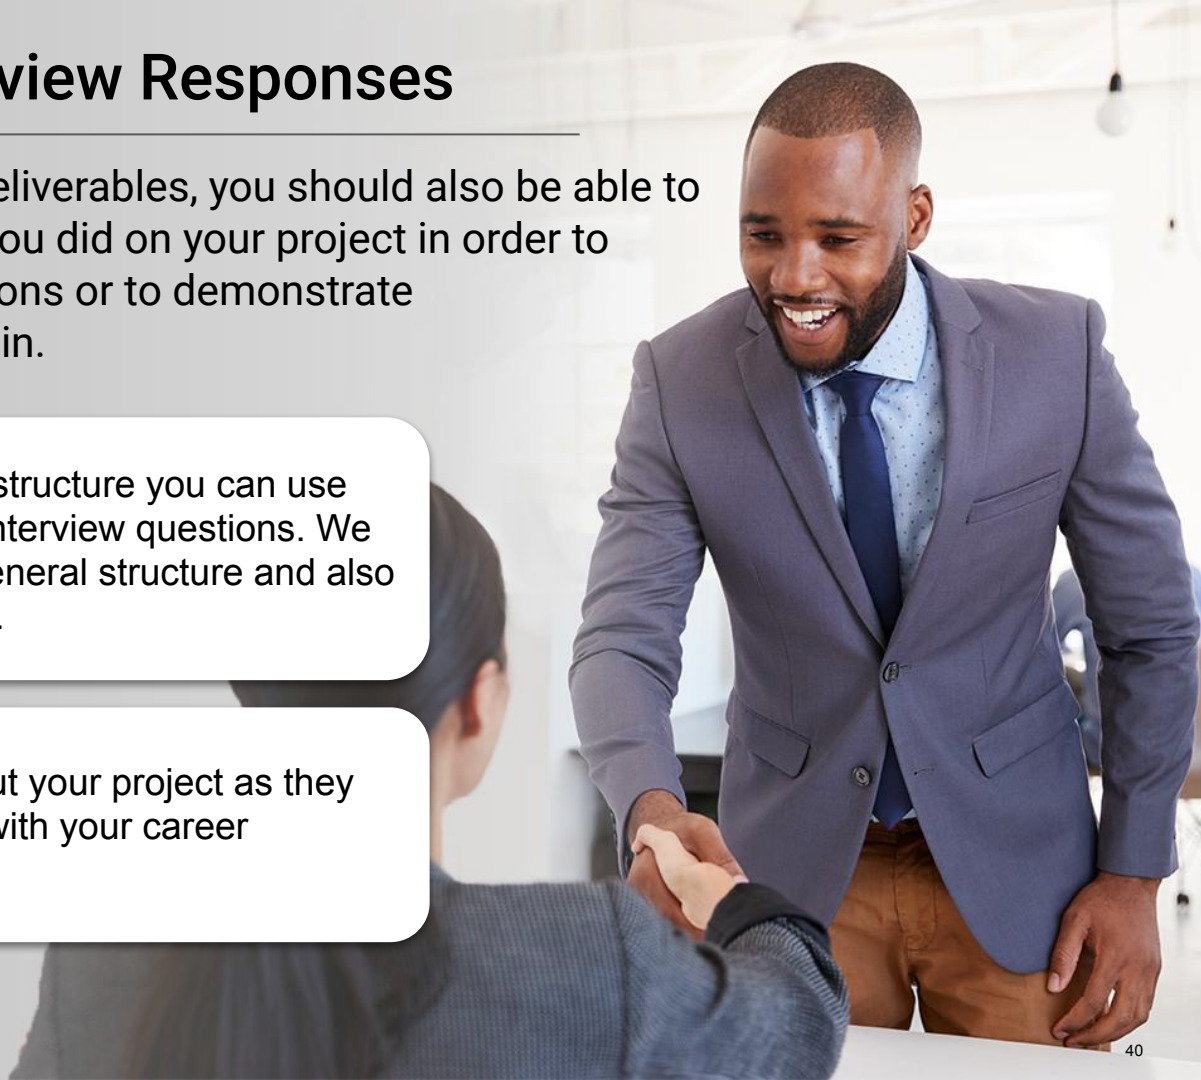 view Responses
eliverables, you should also be able to
ou did on your project in order to
ons or to demonstrate
in.
structure you can use
nterview questions. We
eneral structure and also
.
ut your project as they
with your career
40